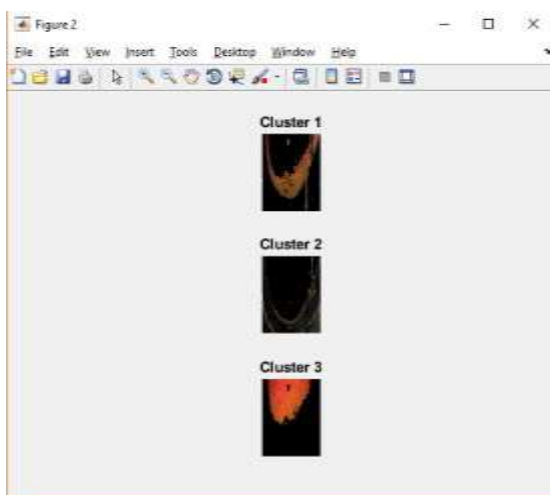 Figure 2
File Edit View Insert Tools Desktop Window Help
Cluster 1
Cluster 2
Cluster 3